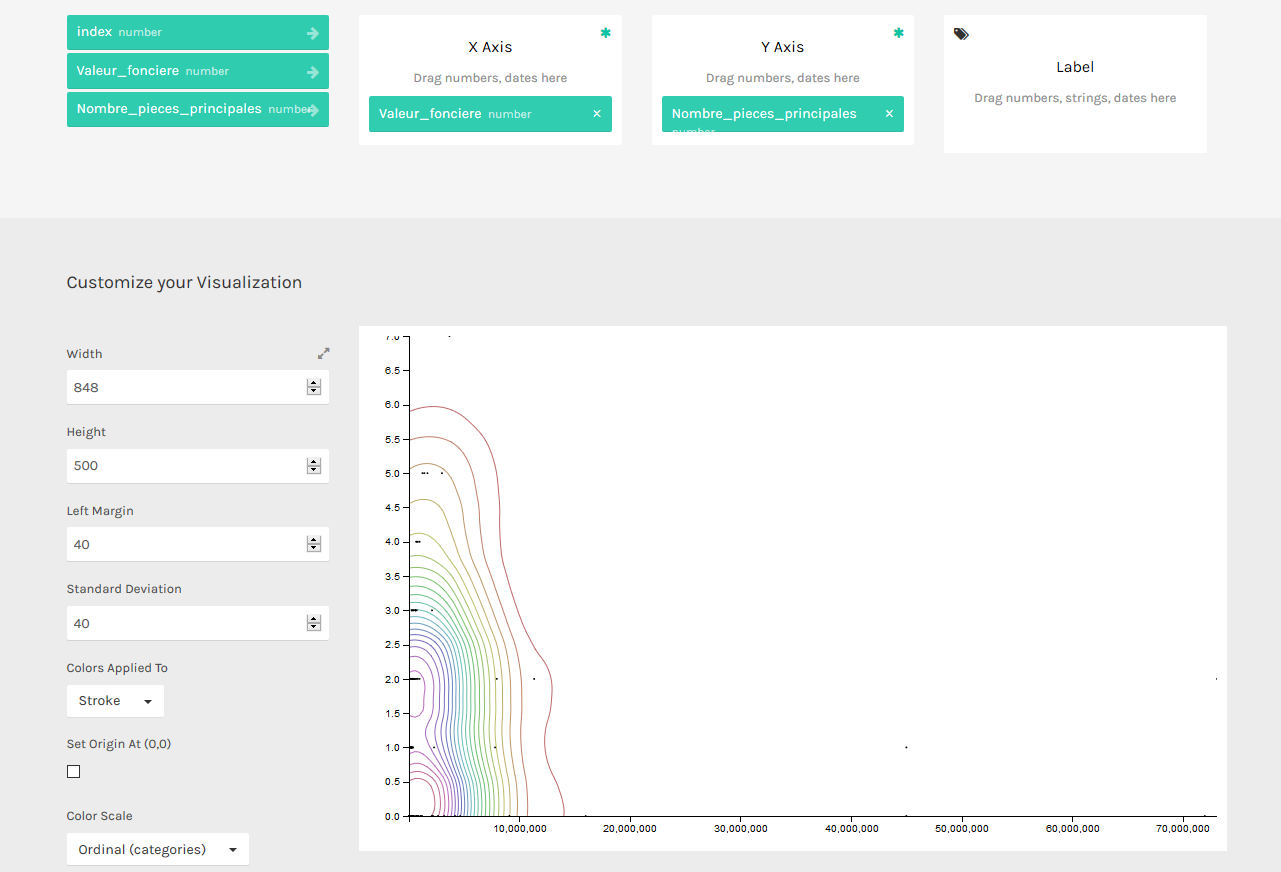 index number
Valeur_fonciere number
Nombre_pieces_principales number
X Axis
Drag numbers, dates here
Valeur_fonciere number ×
Y Axis
Drag numbers, dates here
Nombre_pieces_principales ×
number
Label
Drag numbers, strings, dates here
Customize your Visualization
Width
848
Height
500
Left Margin
40
Standard Deviation
40
Colors Applied To
Stroke
Set Origin At (0,0)
Color Scale
Ordinal (categories)
7.0
6.5
6.0
5.5
5.0
4.5
4.0
3.5
3.0
2.5
2.0
1.5
1.0
0.5
0.0
10,000,000 20,000,000 30,000,000 40,000,000 50,000,000 60,000,000 70,000,000